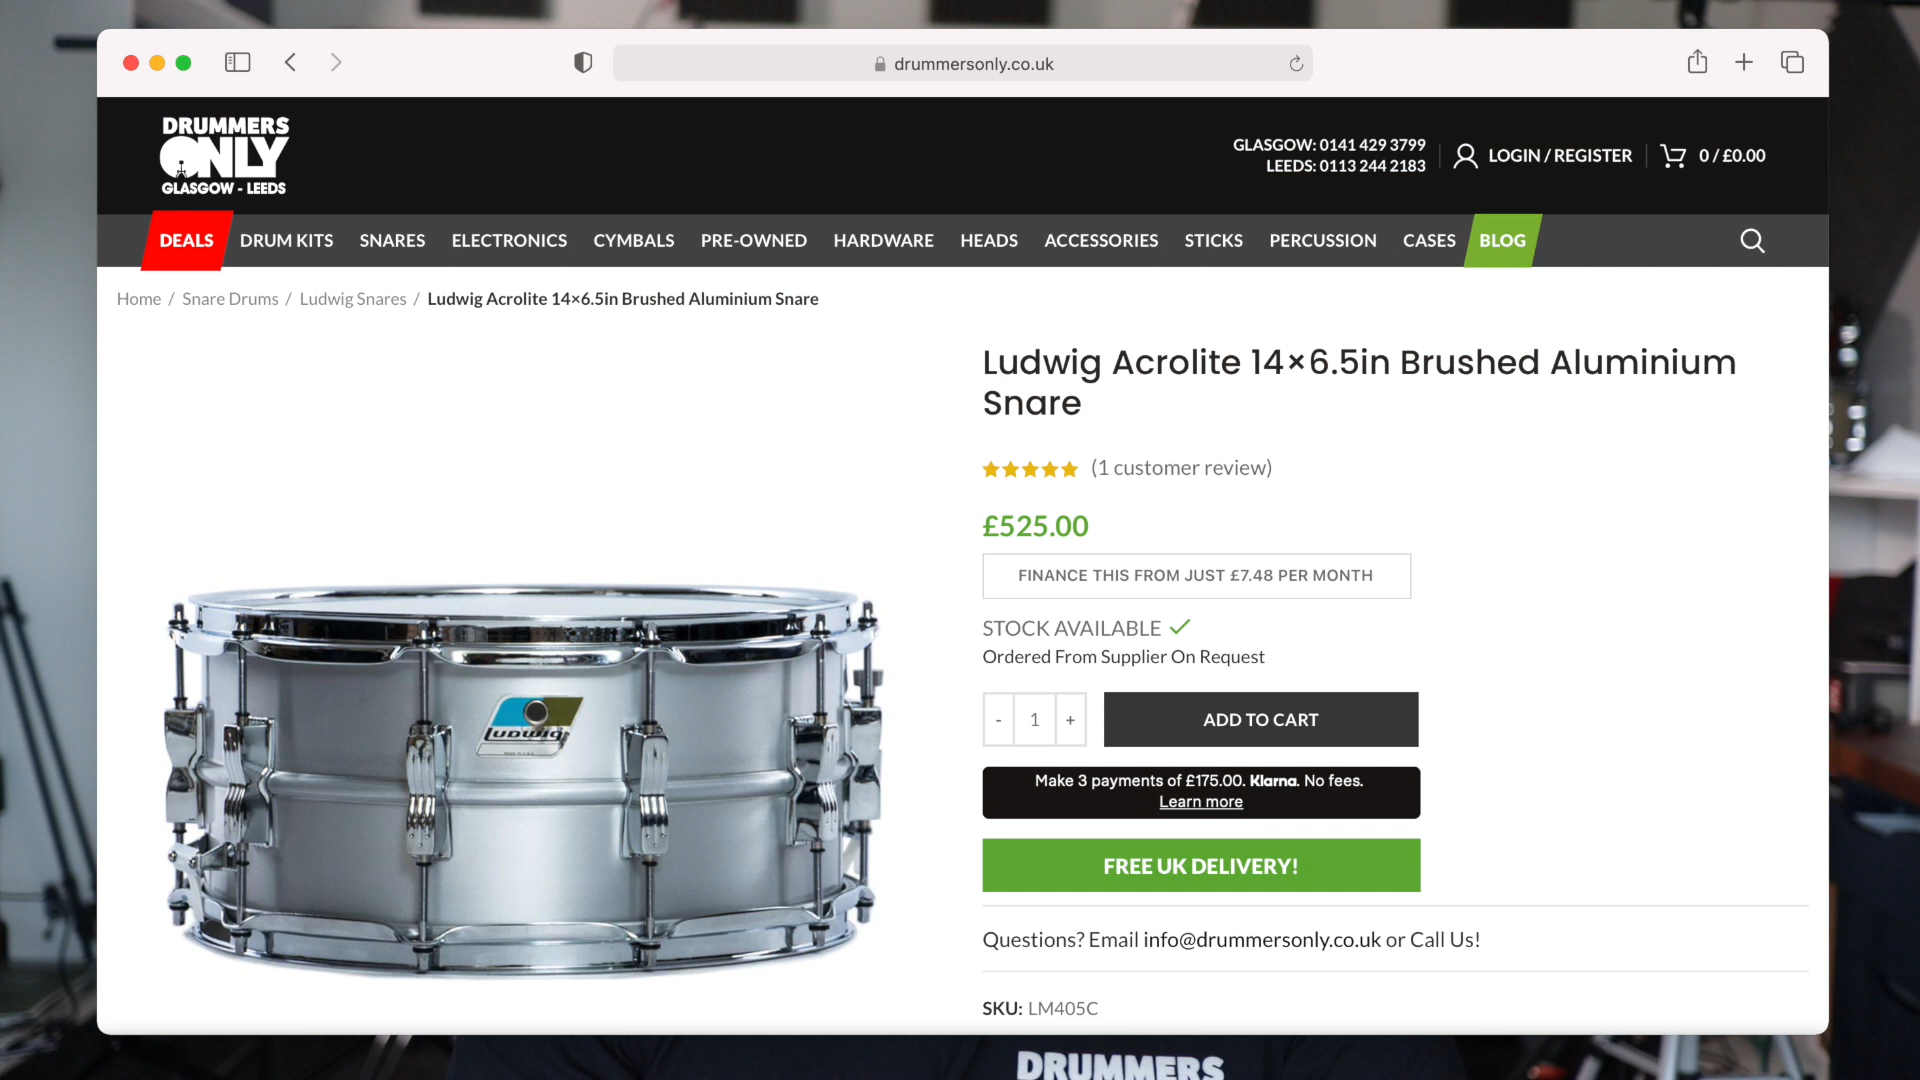 drummersonly.co.uk
DRUMMERS
ONLY
GLASGOW - LEEDS
GLASGOW: 0141 429 3799
LEEDS: 0113 244 2183
LOGIN / REGISTER
0 / £0.00
DEALS
DRUM KITS
SNARES
ELECTRONICS
CYMBALS
PRE-OWNED
HARDWARE
HEADS
ACCESSORIES
STICKS
PERCUSSION
CASES
BLOG
Home / Snare Drums / Ludwig Snares / Ludwig Acrolite 14×6.5in Brushed Aluminium Snare
Ludwig Acrolite 14×6.5in Brushed Aluminium
Snare
(1 customer review)
£525.00
FINANCE THIS FROM JUST £7.48 PER MONTH
STOCK AVAILABLE
Ordered From Supplier On Request
- 1 +
ADD TO CART
Make 3 payments of £175.00. Klarna. No fees.
Learn more
FREE UK DELIVERY!
Questions? Email info@drummersonly.co.uk or Call Us!
SKU: LM405C
Ludwig
DRUMMERS